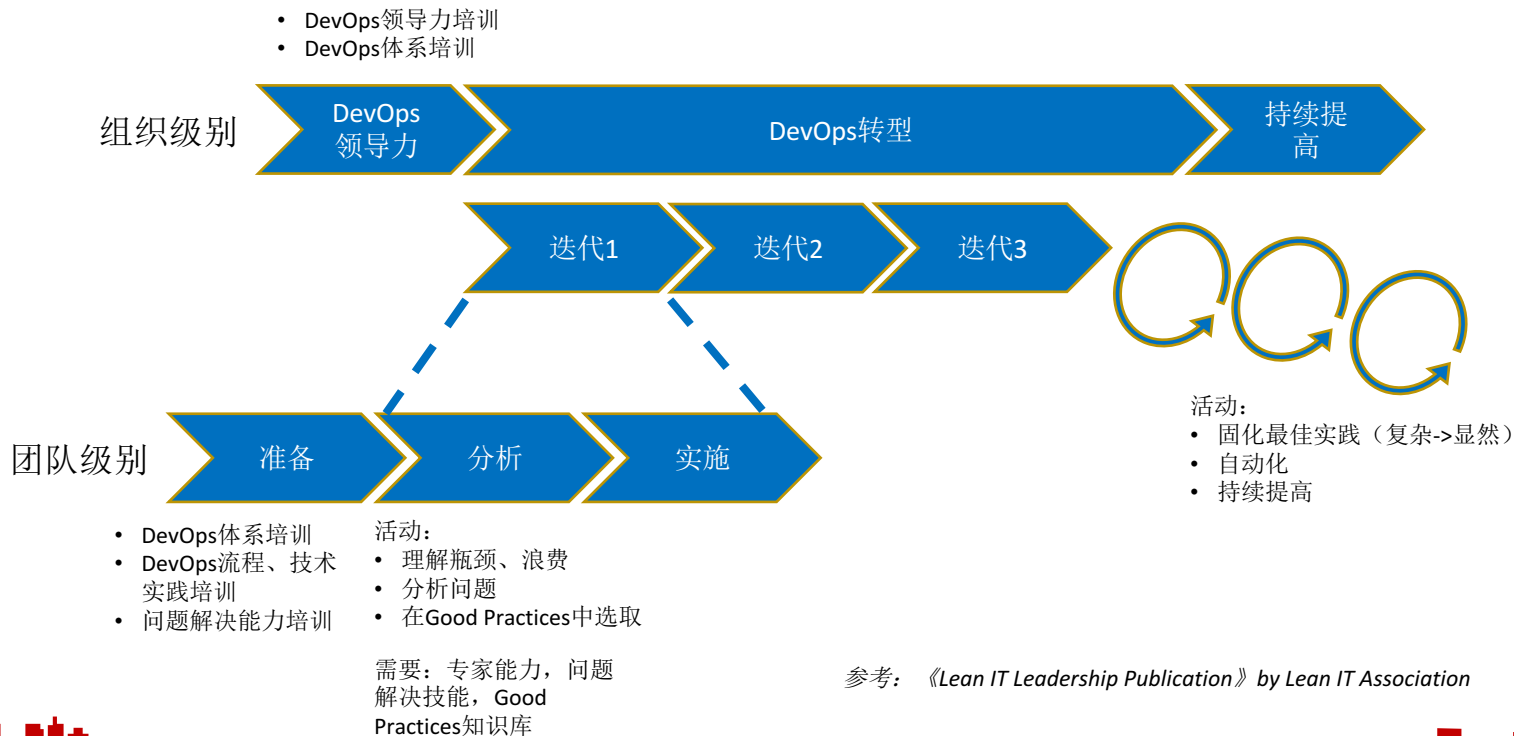 • DevOps领导力培训
• DevOps体系培训
组织级别
DevOps
领导力
DevOps转型
持续提
高
迭代1
迭代2
迭代3
团队级别
准备
分析
实施
• DevOps体系培训
• DevOps流程、技术
实践培训
• 问题解决能力培训
活动：
• 理解瓶颈、浪费
• 分析问题
• 在Good Practices中选取
需要：专家能力，问题
解决技能，Good
Practices知识库
活动：
• 固化最佳实践（复杂->显然）
• 自动化
• 持续提高
参考：《Lean IT Leadership Publication》by Lean IT Association